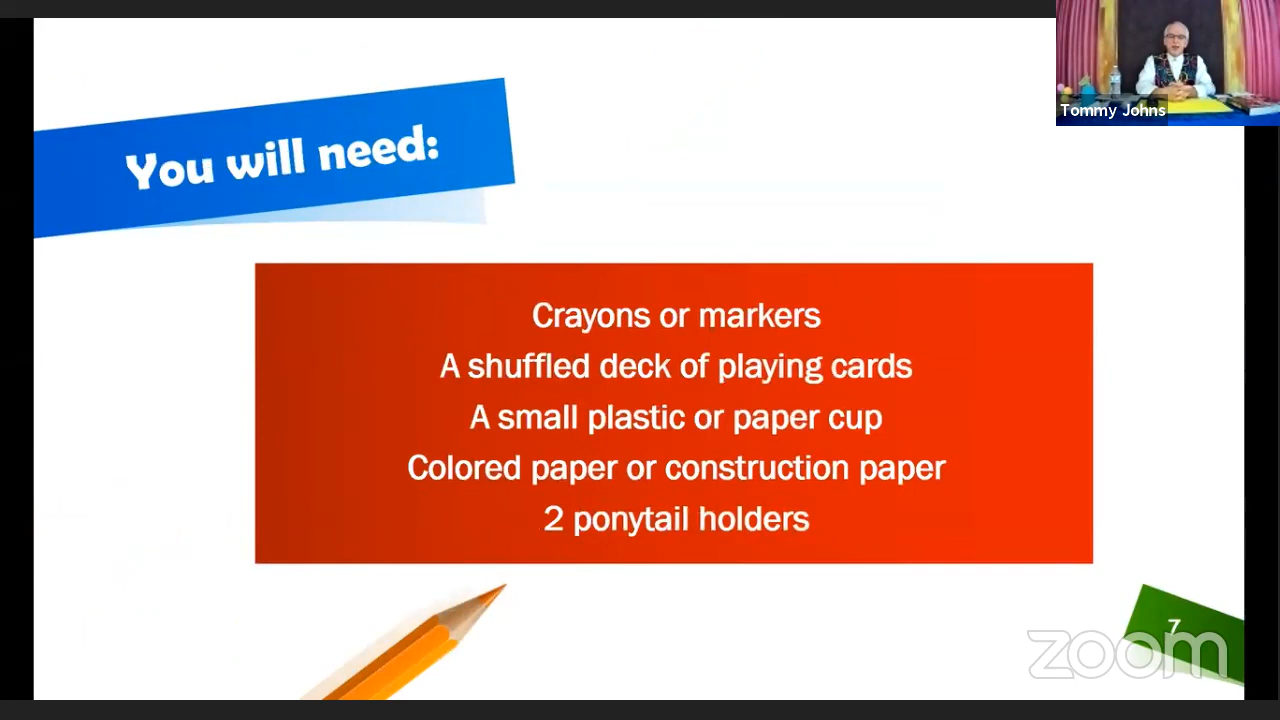 Tommy Johns
You will need:
Crayons or markers
A shuffled deck of playing cards
A small plastic or paper cup
Colored paper or construction paper
2 ponytail holders
7
zoom